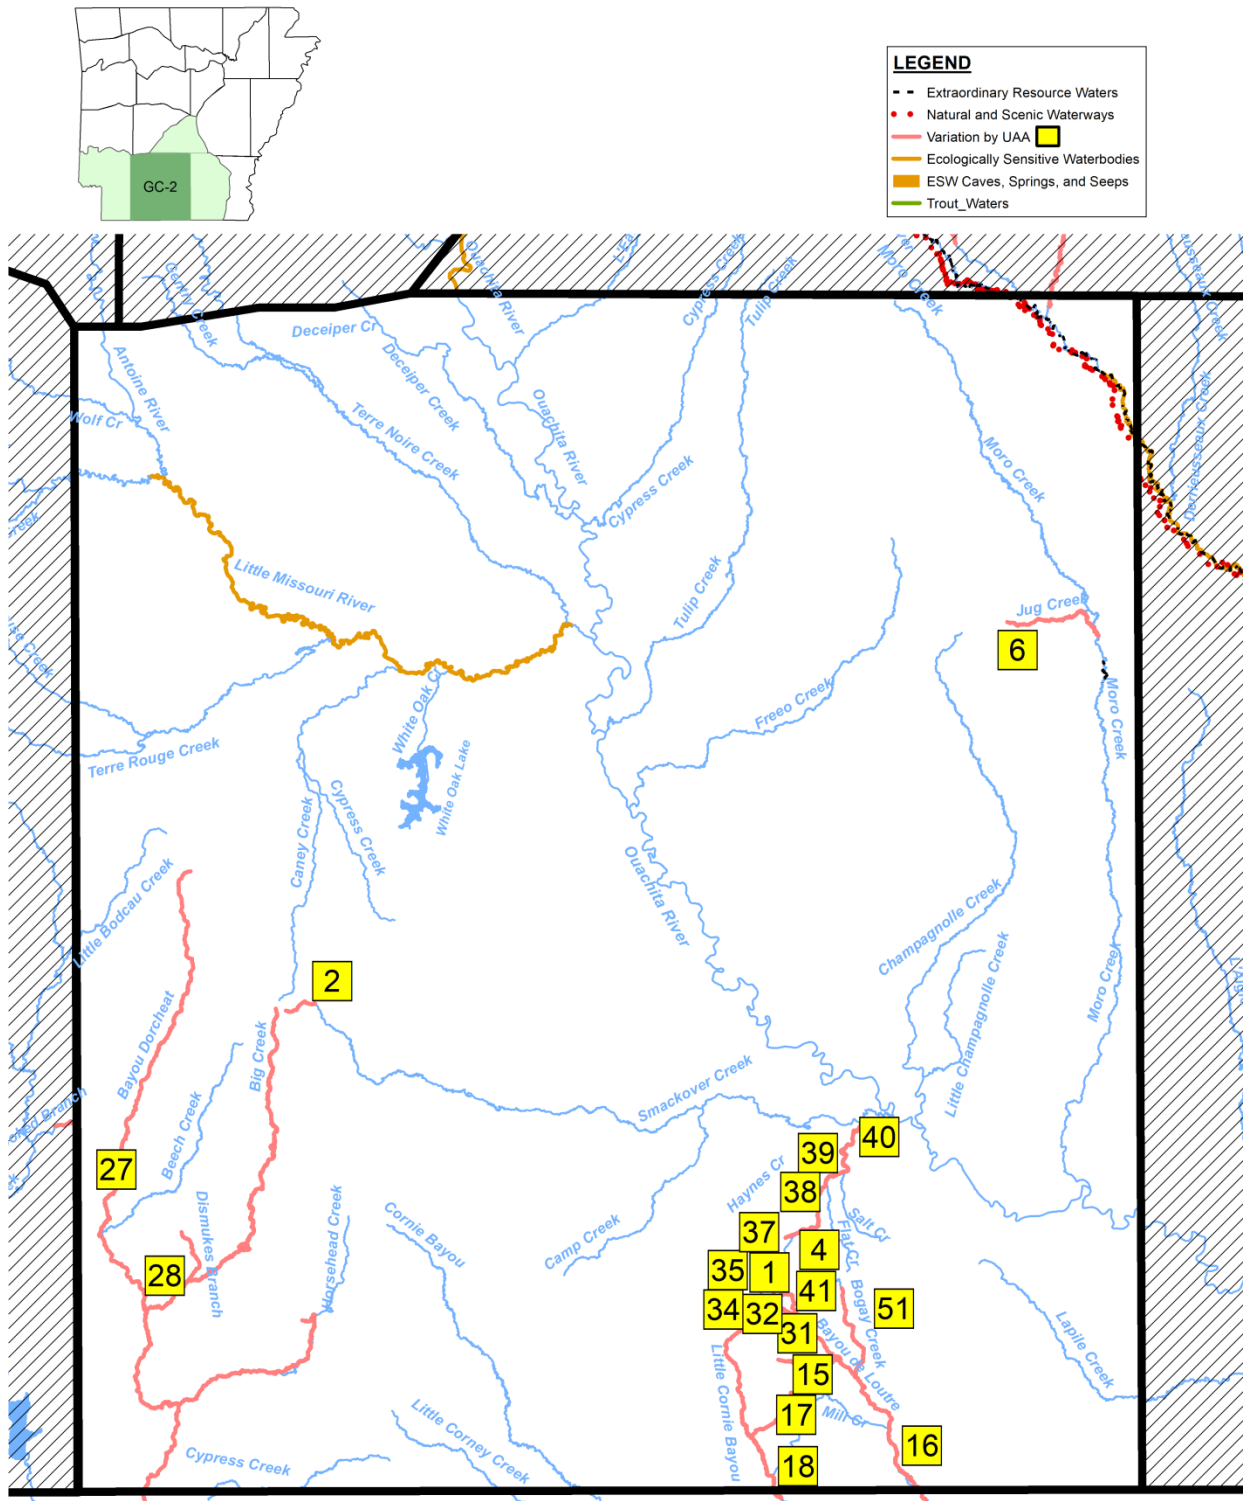 GC-2
LEGEND
Extraordinary Resource Waters
Natural and Scenic Waterways
Variation by UAA
Ecologically Sensitive Waterbodies
ESW Caves, Springs, and Seeps
Trout_Waters
Gentry Creek
Deceiper Cr
Ouachita River
Cypress Creek
Tulip Creek
Moro Creek
Antoine River
Deceiper Creek
Wolf Cr
Terre Noire Creek
Ouachita River
Cypress Creek
Moro Creek
Derrieusseaux Creek
Little Missouri River
Tulip Creek
Jug Creek
6
Terre Rouge Creek
White Oak Cr
White Oak Lake
Freeo Creek
Moro Creek
Caney Creek
Cypress Creek
Little Bodcau Creek
Ouachita River
Champagnolle Creek
2
Bayou Dorcheat
Big Creek
Little Champagnolle Creek
Moro Creek
Smackover Creek
Beech Creek
27
40
39
38
Haynes Cr
Salt Cr
Flat Cr
Dismukes Branch
Horsehead Creek
Cornie Bayou
Camp Creek
37
4
35
1
28
41
51
34
32
31
Bogay Creek
Bayou de Loutre
Lapile Creek
Little Cornie Bayou
15
17
Mill Cr
16
18
Little Corney Creek
Cypress Creek